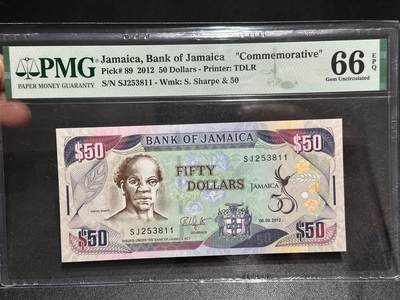 PMG
PAPER MONEY GUARANTY
Jamaica, Bank of Jamaica "Commemorative"
Pick# 89 2012 50 Dollars - Printer: TDLR
S/N SJ253811 - Wmk: S. Sharpe & 50
66 EPQ
Gem Uncirculated
BANK OF JAMAICA
$50
$50
SJ253811
FIFTY
DOLLARS
JAMAICA 50
SJ253811
06.08.2012
$50
$50